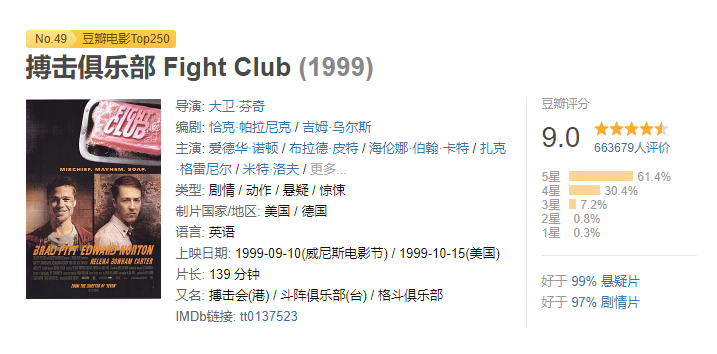 No.49 豆瓣电影Top250
搏击俱乐部 Fight Club (1999)
FIGHT
CLUB
MISCHIEF. MAYHEM. SOAP.
BRAD PITT EDWARD NORTON
HELENA BONHAM CARTER
FROM THE DIRECTOR OF "SEVEN"
导演: 大卫·芬奇
编剧: 恰克·帕拉尼克 / 吉姆·乌尔斯
主演: 爱德华·诺顿 / 布拉德·皮特 / 海伦娜·伯翰·卡特 / 扎克
·格雷尼尔 / 米特·洛夫 / 更多...
类型: 剧情 / 动作 / 悬疑 / 惊悚
制片国家/地区: 美国 / 德国
语言: 英语
上映日期: 1999-09-10(威尼斯电影节) / 1999-10-15(美国)
片长: 139 分钟
又名: 搏击会(港) / 斗阵俱乐部(台) / 格斗俱乐部
IMDb链接: tt0137523
豆瓣评分
9.0
663679人评价
5星 61.4%
4星 30.4%
3星 7.2%
2星 0.8%
1星 0.3%
好于 99% 悬疑片
好于 97% 剧情片